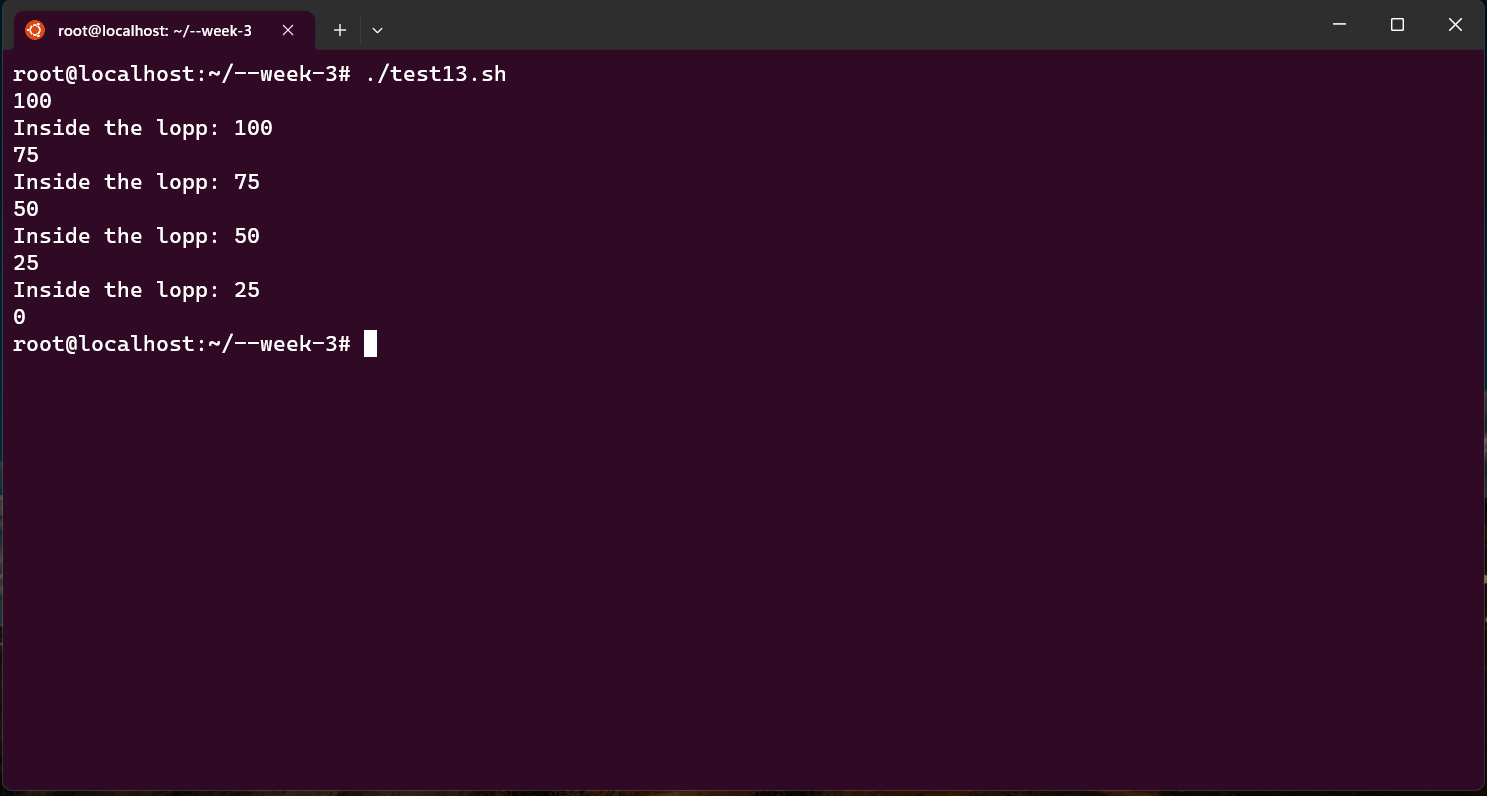 root@localhost: ~/--week-3
root@localhost:~/--week-3# ./test13.sh
100
Inside the lopp: 100
75
Inside the lopp: 75
50
Inside the lopp: 50
25
Inside the lopp: 25
0
root@localhost:~/--week-3#